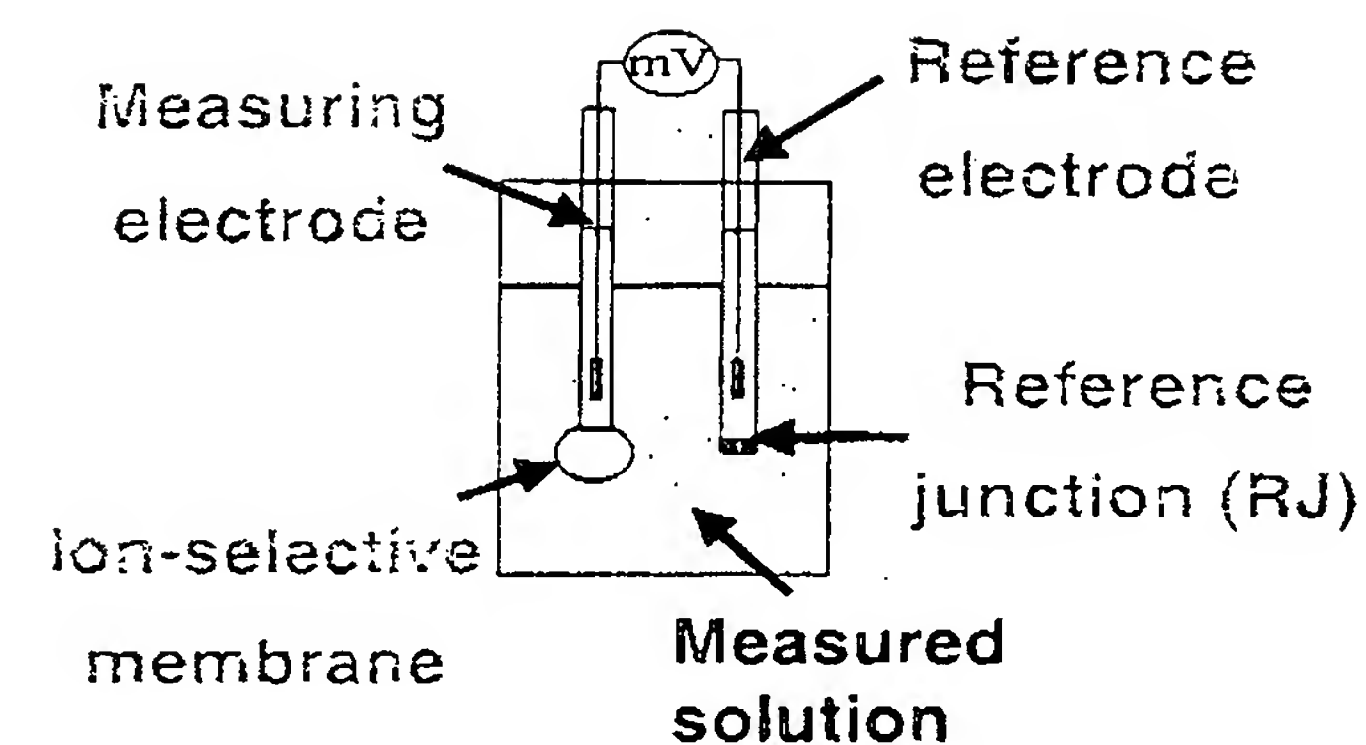 mV
Measuring
electrode
Reference
electrode
Reference
junction (RJ)
Ion-selective
membrane
Measured
solution